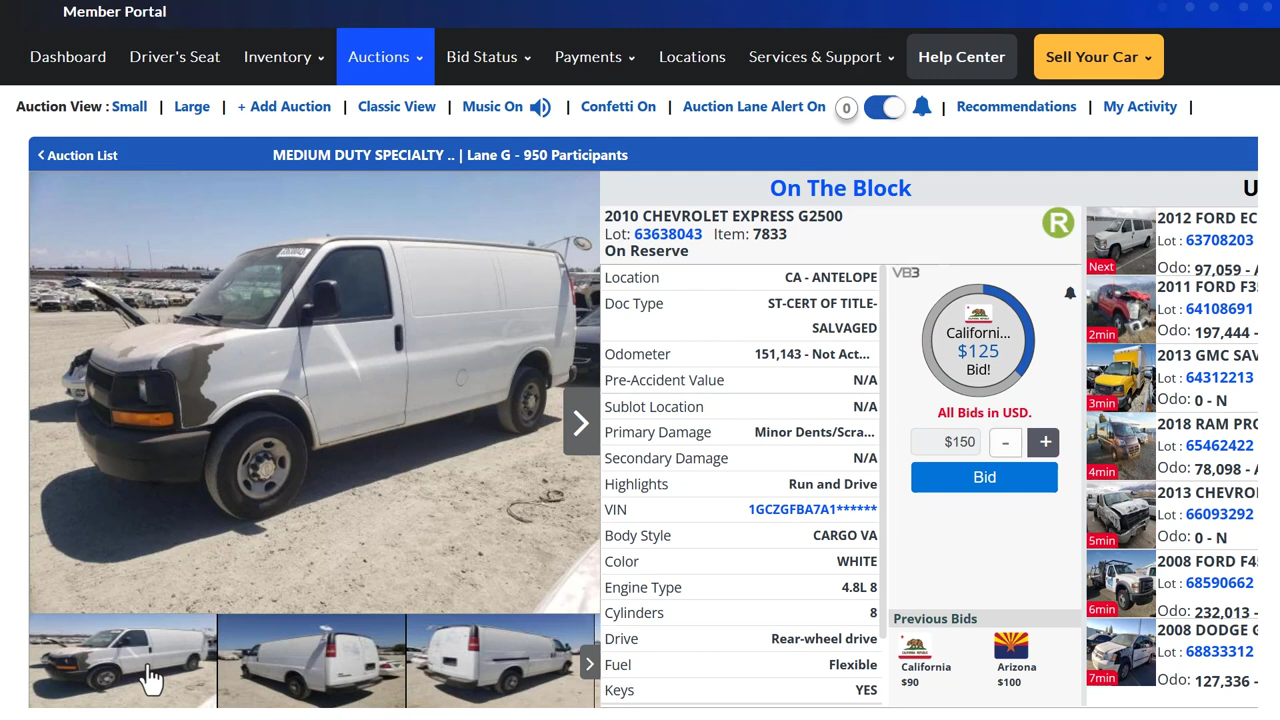 Member Portal
Dashboard Driver's Seat Inventory Auctions Bid Status Payments Locations Services & Support Help Center Sell Your Car
Auction View : Small | Large | + Add Auction | Classic View | Music On | Confetti On | Auction Lane Alert On 0 | Recommendations | My Activity |
Auction List MEDIUM DUTY SPECIALTY .. | Lane G - 950 Participants
On The Block U
2010 CHEVROLET EXPRESS G2500
Lot: 63638043 Item: 7833
On Reserve
R
Location CA - ANTELOPE
Doc Type ST-CERT OF TITLE-
SALVAGED
Odometer 151,143 - Not Act...
Pre-Accident Value N/A
Sublot Location N/A
Primary Damage Minor Dents/Scra...
Secondary Damage N/A
Highlights Run and Drive
VIN 1GCZGFBA7A1******
Body Style CARGO VA
Color WHITE
Engine Type 4.8L 8
Cylinders 8
Drive Rear-wheel drive
Fuel Flexible
Keys YES
VB3
Californi...
$125
Bid!
All Bids in USD.
$150 - +
Bid
Previous Bids
California
$90
Arizona
$100
2012 FORD EC
Lot : 63708203
Next
Odo: 97,059 - A
2011 FORD F3
Lot : 64108691
2min
Odo: 197,444 -
2013 GMC SAV
Lot : 64312213
3min
Odo: 0 - N
2018 RAM PRO
Lot : 65462422
4min
Odo: 78,098 - A
2013 CHEVROL
Lot : 66093292
5min
Odo: 0 - N
2008 FORD F4
Lot : 68590662
6min
Odo: 232,013 -
2008 DODGE G
Lot : 68833312
7min
Odo: 127,336 -
63638043